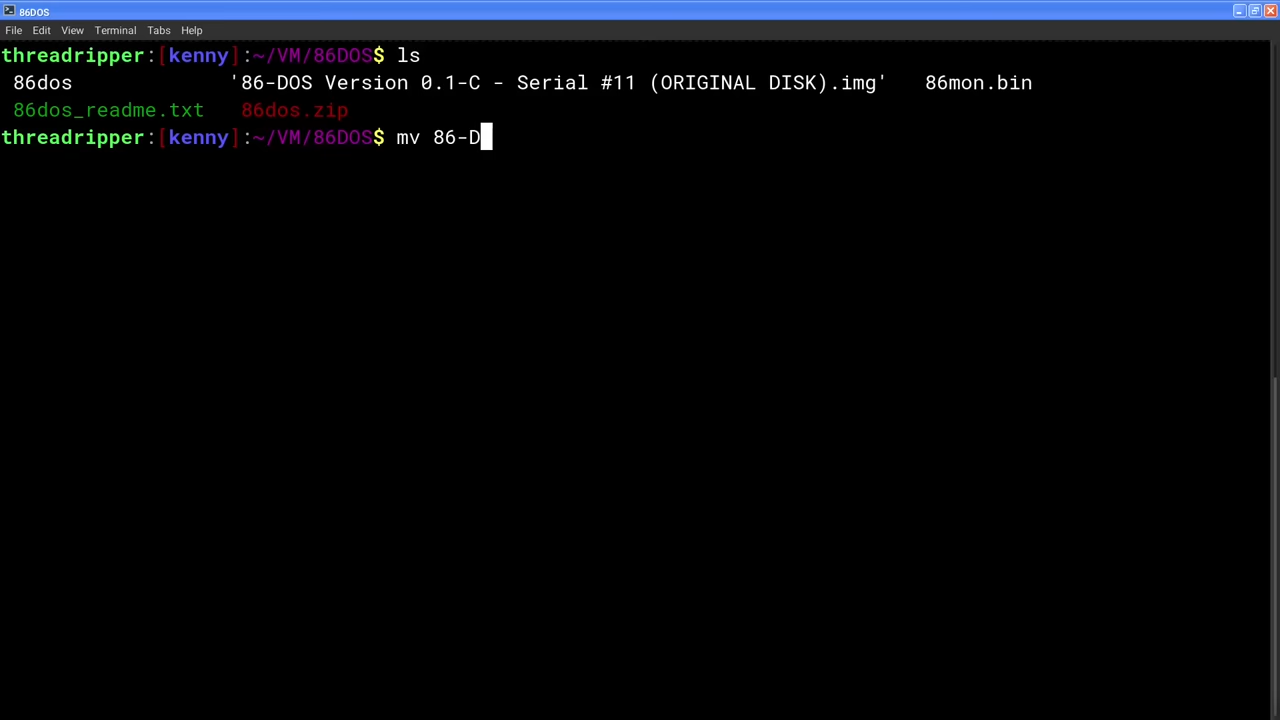 86DOS
File Edit View Terminal Tabs Help
threadripper:[kenny]:~/VM/86DOS$ ls
86dos '86-DOS Version 0.1-C - Serial #11 (ORIGINAL DISK).img' 86mon.bin
86dos_readme.txt 86dos.zip
threadripper:[kenny]:~/VM/86DOS$ mv 86-D